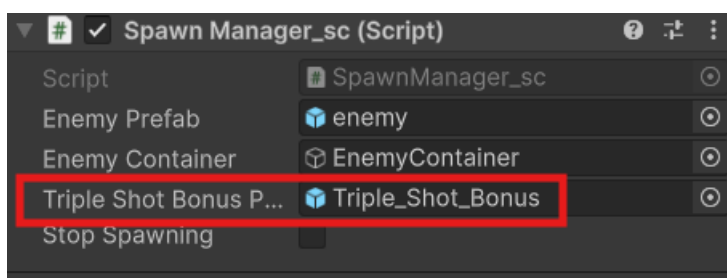 Spawn Manager_sc (Script)
Script SpawnManager_sc
Enemy Prefab enemy
Enemy Container EnemyContainer
Triple Shot Bonus P... Triple_Shot_Bonus
Stop Spawning